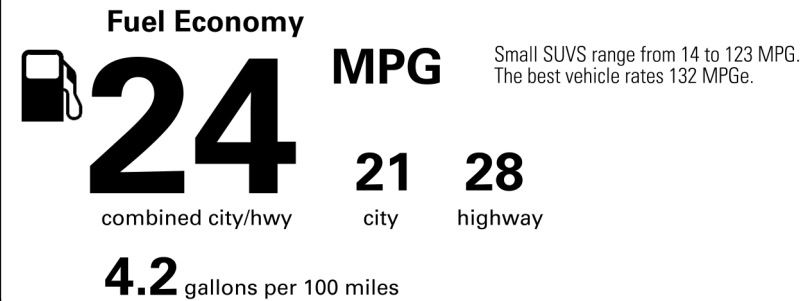 Fuel Economy
24
MPG
Small SUVS range from 14 to 123 MPG.
The best vehicle rates 132 MPGe.
21 28
combined city/hwy city highway
4.2 gallons per 100 miles